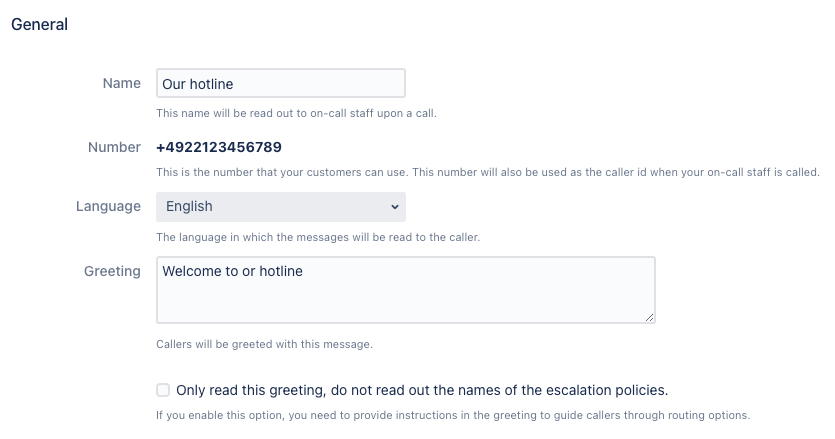 General
Name Our hotline
This name will be read out to on-call staff upon a call.
Number +4922123456789
This is the number that your customers can use. This number will also be used as the caller id when your on-call staff is called.
Language English
The language in which the messages will be read to the caller.
Greeting Welcome to or hotline
Callers will be greeted with this message.
Only read this greeting, do not read out the names of the escalation policies.
If you enable this option, you need to provide instructions in the greeting to guide callers through routing options.